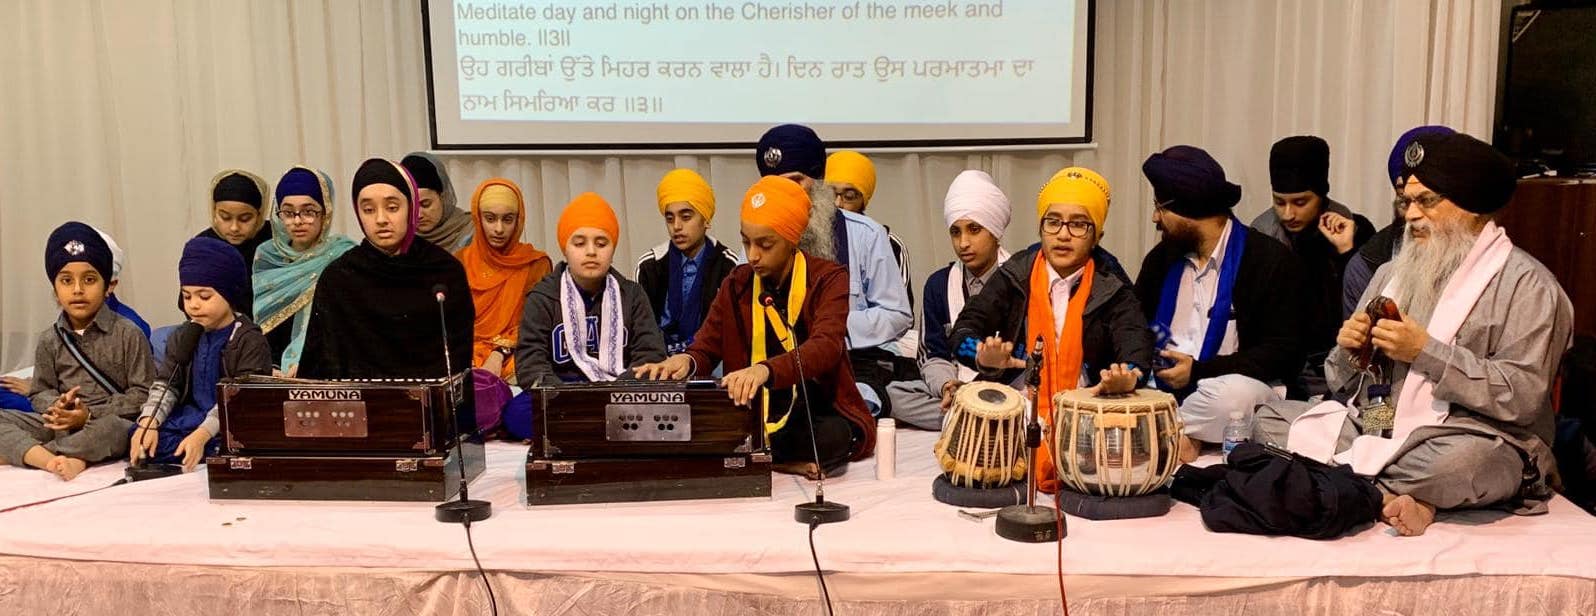 Meditate day and night on the Cherisher of the meek and
humble. ||3||
ਉਹ ਗਰੀਬਾਂ ਉੱਤੇ ਮਿਹਰ ਕਰਨ ਵਾਲਾ ਹੈ। ਦਿਨ ਰਾਤ ਉਸ ਪਰਮਾਤਮਾ ਦਾ
ਨਾਮ ਸਿਮਰਿਆ ਕਰ ॥੩॥
YAMUNA
YAMUNA